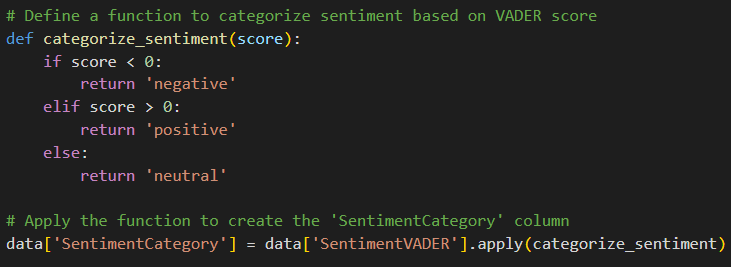 # Define a function to categorize sentiment based on VADER score
def categorize_sentiment(score):
    if score < 0:
        return 'negative'
    elif score > 0:
        return 'positive'
    else:
        return 'neutral'

# Apply the function to create the 'SentimentCategory' column
data['SentimentCategory'] = data['SentimentVADER'].apply(categorize_sentiment)